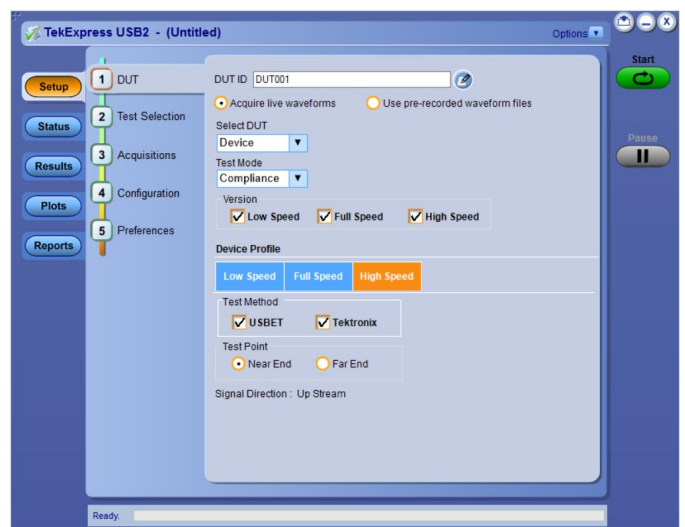 TekExpress USB2 - (Untitled)
Options
Start
Pause
Setup
Status
Results
Plots
Reports
1 DUT
2 Test Selection
3 Acquisitions
4 Configuration
5 Preferences
DUT ID DUT001
Acquire live waveforms Use pre-recorded waveform files
Select DUT
Device
Test Mode
Compliance
Version
Low Speed Full Speed High Speed
Device Profile
Low Speed Full Speed High Speed
Test Method
USBET Tektronix
Test Point
Near End Far End
Signal Direction : Up Stream
Ready.